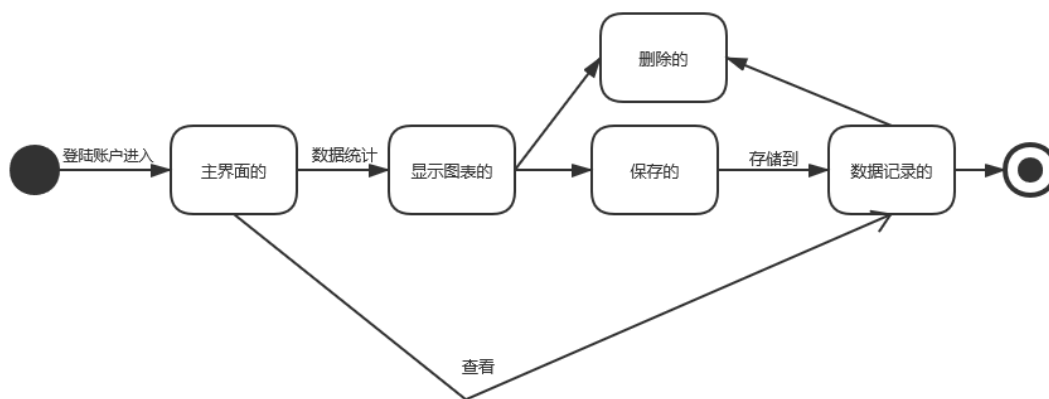 删除的
登陆账户进入
主界面的
数据统计
显示图表的
保存的
存储到
数据记录的
查看